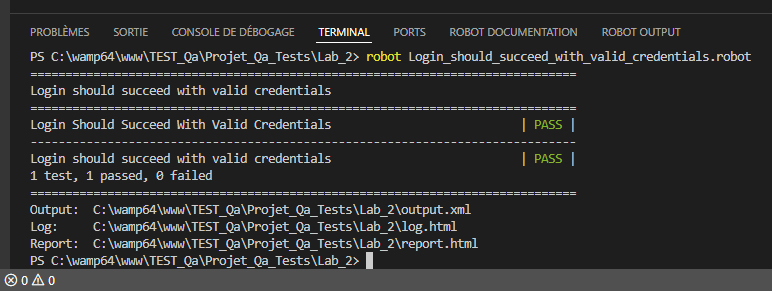 PROBLÈMES SORTIE CONSOLE DE DÉBOGAGE TERMINAL PORTS ROBOT DOCUMENTATION ROBOT OUTPUT
PS C:\wamp64\www\TEST_Qa\Projet_Qa_Tests\Lab_2> robot Login_should_succeed_with_valid_credentials.robot
==============================================================================
Login should succeed with valid credentials
==============================================================================
Login Should Succeed With Valid Credentials | PASS |
------------------------------------------------------------------------------
Login should succeed with valid credentials | PASS |
1 test, 1 passed, 0 failed
==============================================================================
Output: C:\wamp64\www\TEST_Qa\Projet_Qa_Tests\Lab_2\output.xml
Log: C:\wamp64\www\TEST_Qa\Projet_Qa_Tests\Lab_2\log.html
Report: C:\wamp64\www\TEST_Qa\Projet_Qa_Tests\Lab_2\report.html
PS C:\wamp64\www\TEST_Qa\Projet_Qa_Tests\Lab_2>
0 0